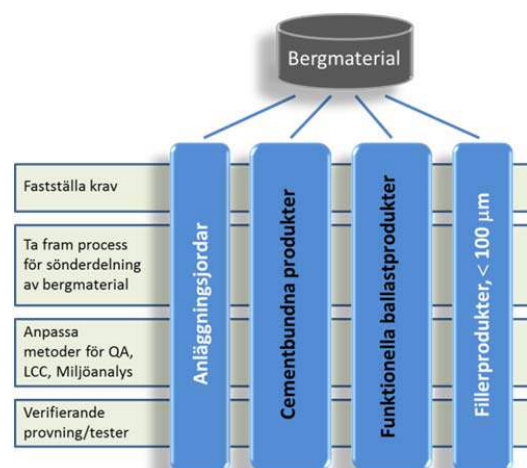 Bergmaterial
Fastställa krav
Ta fram process
för sönderdelning
av bergmaterial
Anpassa
metoder för QA,
LCC, Miljöanalys
Verifierande
provning/tester
Anläggningsjordar
Cementbundna produkter
Funktionella ballastprodukter
Fillerprodukter, < 100 µm